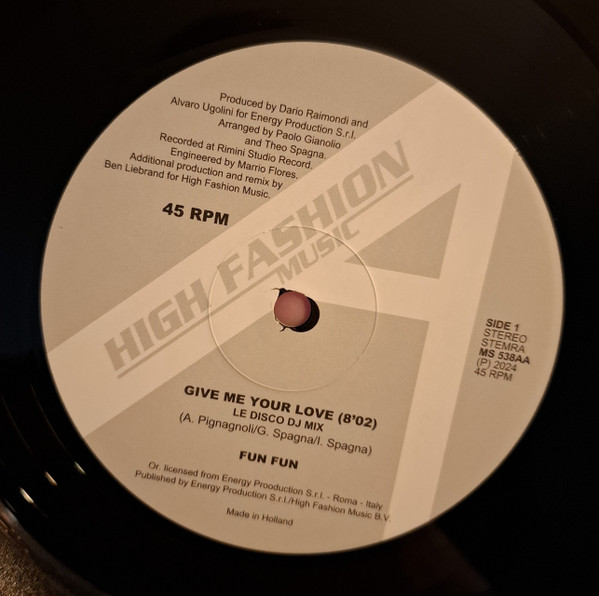 Produced by Dario Raimondi and
Alvaro Ugolini for Energy Production S.r.l.
Arranged by Paolo Gianolio
and Theo Spagna.
Recorded at Rimini Studio Record.
Engineered by Marrio Flores,
Additional production and remix by
Ben Liebrand for High Fashion Music.
45 RPM
HIGH FASHION
MUSIC
SIDE 1
STEREO
STEMRA
MS 538AA
(P) 2024
45 RPM
GIVE ME YOUR LOVE (8'02)
LE DISCO DJ MIX
(A. Pignagnoli/G. Spagna/I. Spagna)
FUN FUN
Or. licensed from Energy Prooduction S.r.l. - Roma - Italy
Published by Energy Production S.r.l./High Fashion Music B.V.
Made in Holland